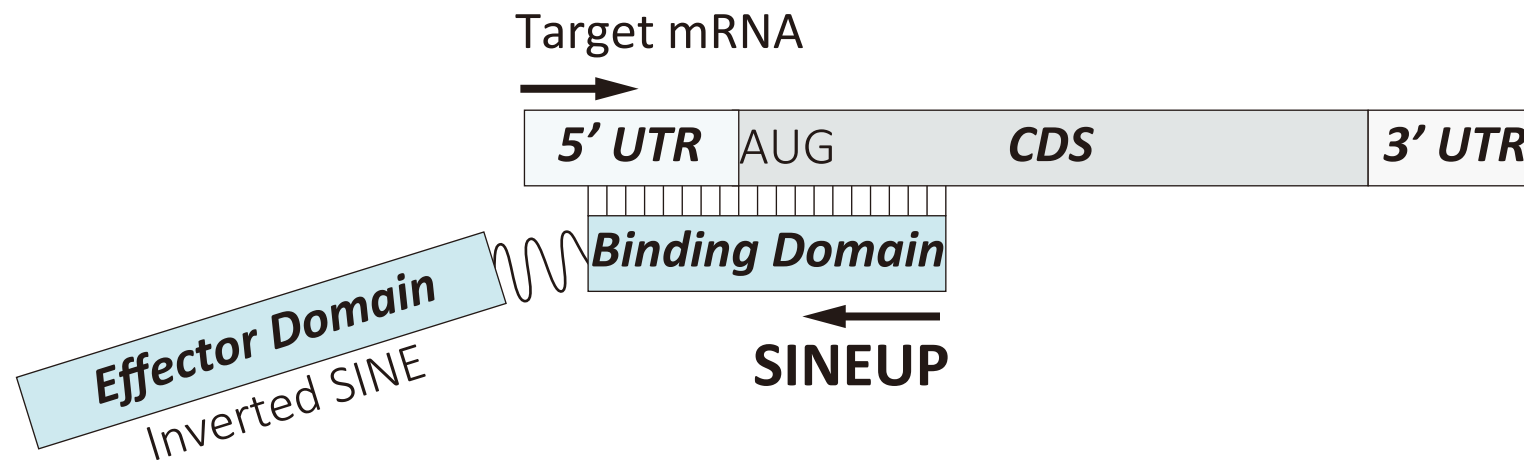 Target mRNA
5’ UTR AUG CDS 3’ UTR
Binding Domain
Effector Domain
Inverted SINE
SINEUP